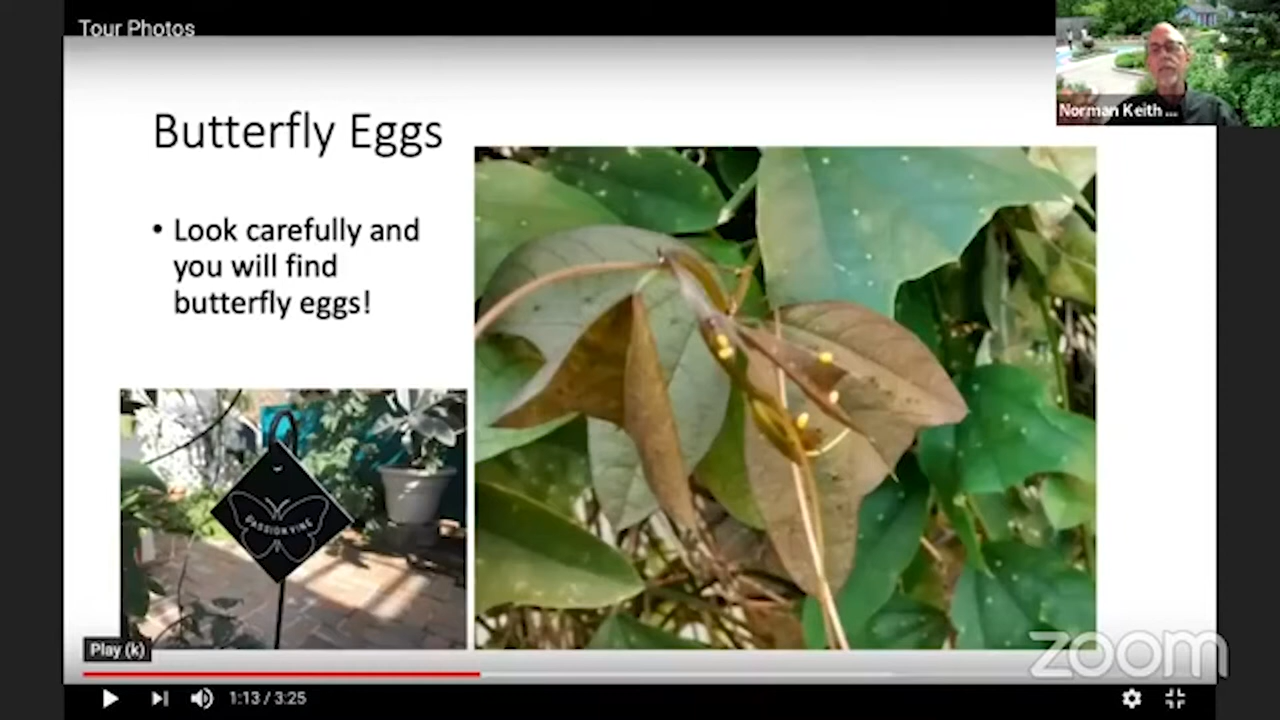 Tour Photos
Norman Keith ...
Butterfly Eggs
• Look carefully and
you will find
butterfly eggs!
PASSION VINE
Play (k)
zoom
1:13 / 3:25